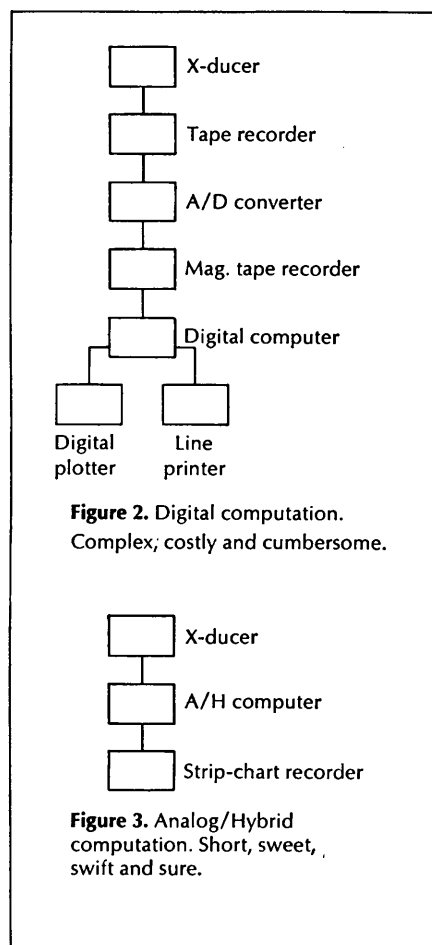 X-ducer
Tape recorder
A/D converter
Mag. tape recorder
Digital computer
Digital
plotter
Line
printer
Figure 2. Digital computation.
Complex, costly and cumbersome.
X-ducer
A/H computer
Strip-chart recorder
Figure 3. Analog/Hybrid
computation. Short, sweet,
swift and sure.